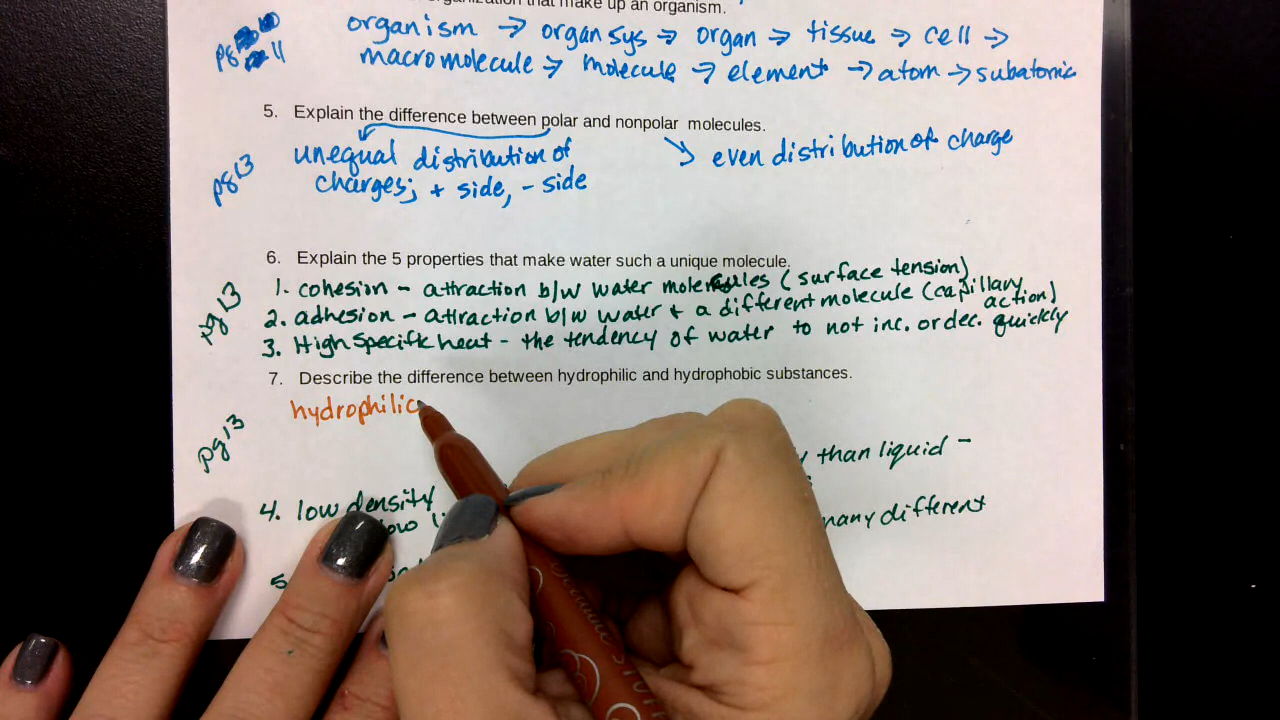 organization that make up an organism.
organism → organ sys → organ → tissue → cell →
pg 11
macromolecule → molecule → element → atom → subatomic
5. Explain the difference between polar and nonpolar molecules.
unequal distribution of
even distribution of charge
pg 13
charges; + side, - side
6. Explain the 5 properties that make water such a unique molecule.
1. cohesion - attraction b/w water molecules (surface tension)
pg 13
2. adhesion - attraction b/w water + a different molecule (capillary action)
3. High Specific heat - the tendency of water to not inc. or dec. quickly
7. Describe the difference between hydrophilic and hydrophobic substances.
hydrophilic
pg 13
than liquid -
4. low density
many different
5.